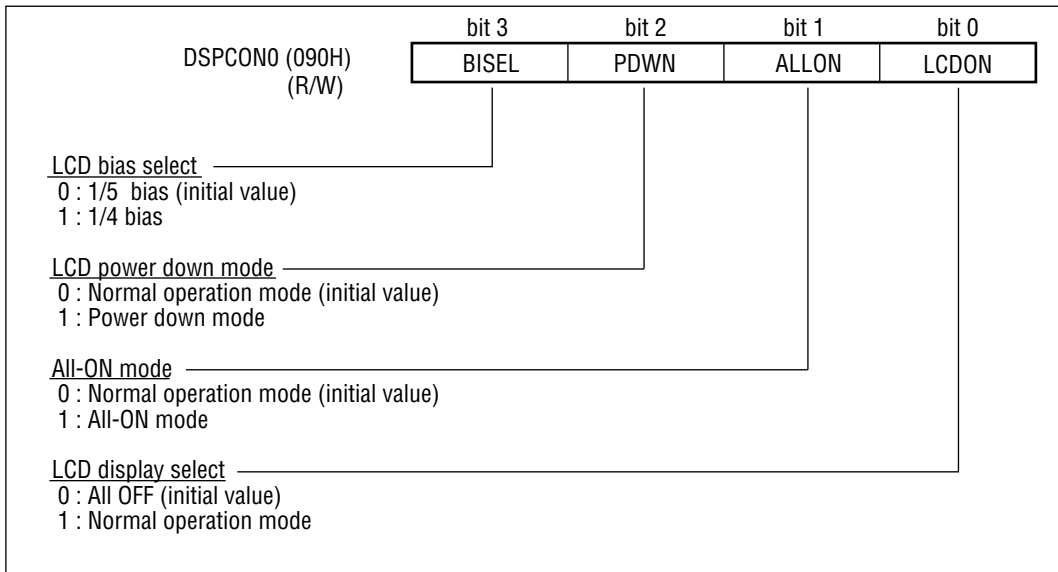 bit 3 bit 2 bit 1 bit 0
DSPCON0 (090H) BISEL PDWN ALLON LCDON
(R/W)
LCD bias select
0 : 1/5 bias (initial value)
1 : 1/4 bias
LCD power down mode
0 : Normal operation mode (initial value)
1 : Power down mode
All-ON mode
0 : Normal operation mode (initial value)
1 : All-ON mode
LCD display select
0 : All OFF (initial value)
1 : Normal operation mode